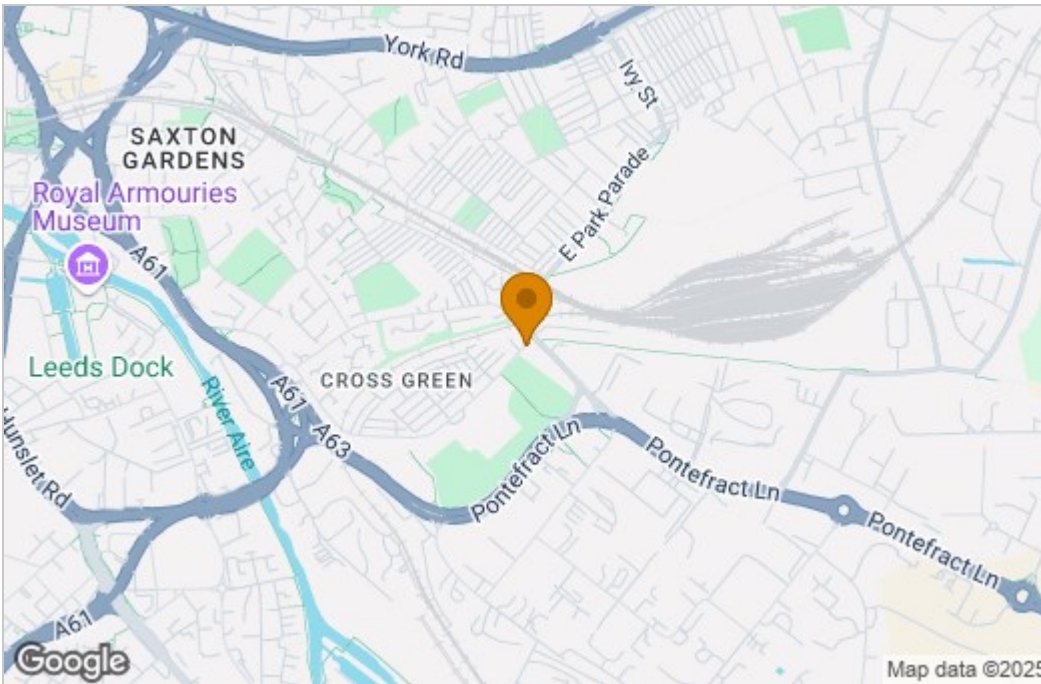 York Rd
Ivy St
SAXTON
GARDENS
Royal Armouries
Museum
E Park Parade
A61
Leeds Dock
River Aire
CROSS GREEN
A61
A63
Hunslet Rd
Pontefract Ln
Pontefract Ln
Pontefract Ln
A61
Google
Map data ©2025